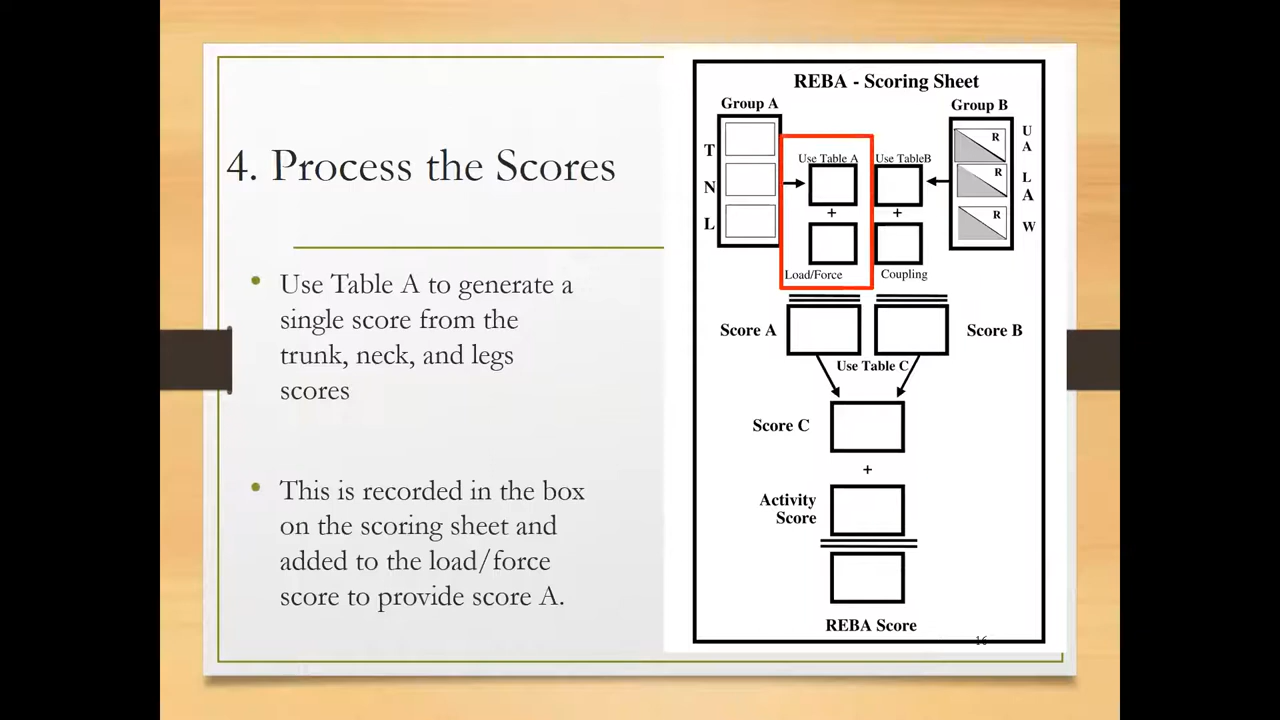 4. Process the Scores
• Use Table A to generate a
single score from the
trunk, neck, and legs
scores
• This is recorded in the box
on the scoring sheet and
added to the load/force
score to provide score A.
REBA - Scoring Sheet
Group A
Group B
T
N
L
Use Table A
Use TableB
R
R
R
U
A
L
A
W
+
+
Load/Force
Coupling
Score A
Score B
Use Table C
Score C
+
Activity
Score
REBA Score
16